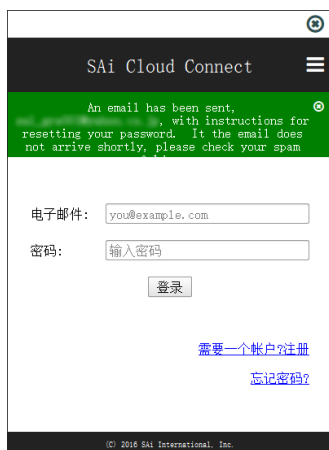 SAi Cloud Connect
An email has been sent,
, with instructions for
resetting your password. It the email does
not arrive shortly, please check your spam
电子邮件: you@example.com
密码: 输入密码
登录
需要一个帐户?注册
忘记密码?
(C) 2016 SAi International, Inc.